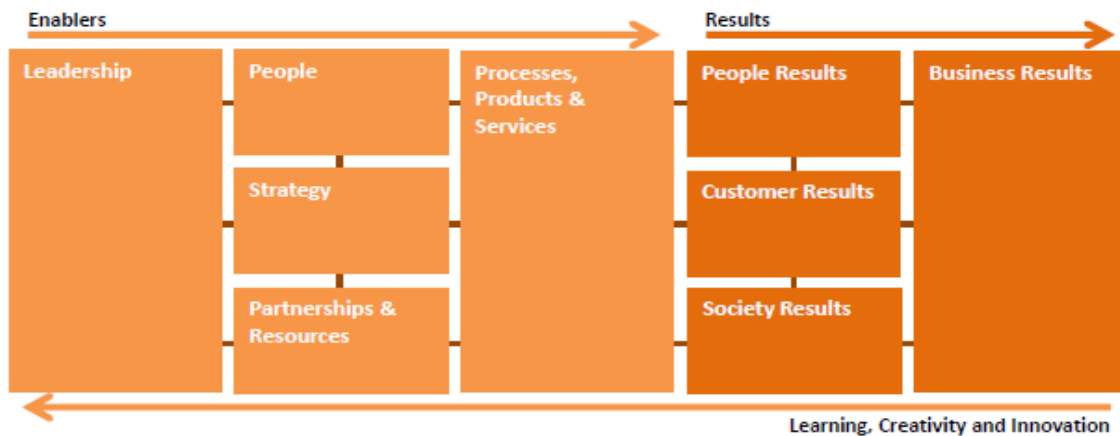 Enablers
Results
Leadership
People
Processes,
Products &
Services
People Results
Business Results
Strategy
Customer Results
Partnerships &
Resources
Society Results
Learning, Creativity and Innovation